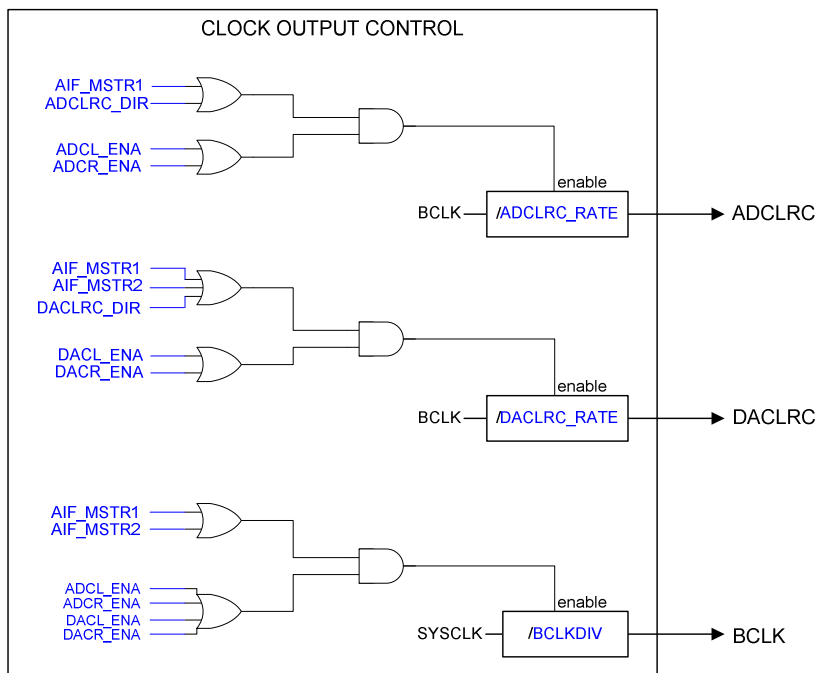 CLOCK OUTPUT CONTROL
AIF_MSTR1
ADCLRC_DIR
ADCL_ENA
ADCR_ENA
enable
BCLK
/ADCLRC_RATE
ADCLRC
AIF_MSTR1
AIF_MSTR2
DACLRC_DIR
DACL_ENA
DACR_ENA
enable
BCLK
/DACLRC_RATE
DACLRC
AIF_MSTR1
AIF_MSTR2
ADCL_ENA
ADCR_ENA
DACL_ENA
DACR_ENA
enable
SYSCLK
/BCLKDIV
BCLK